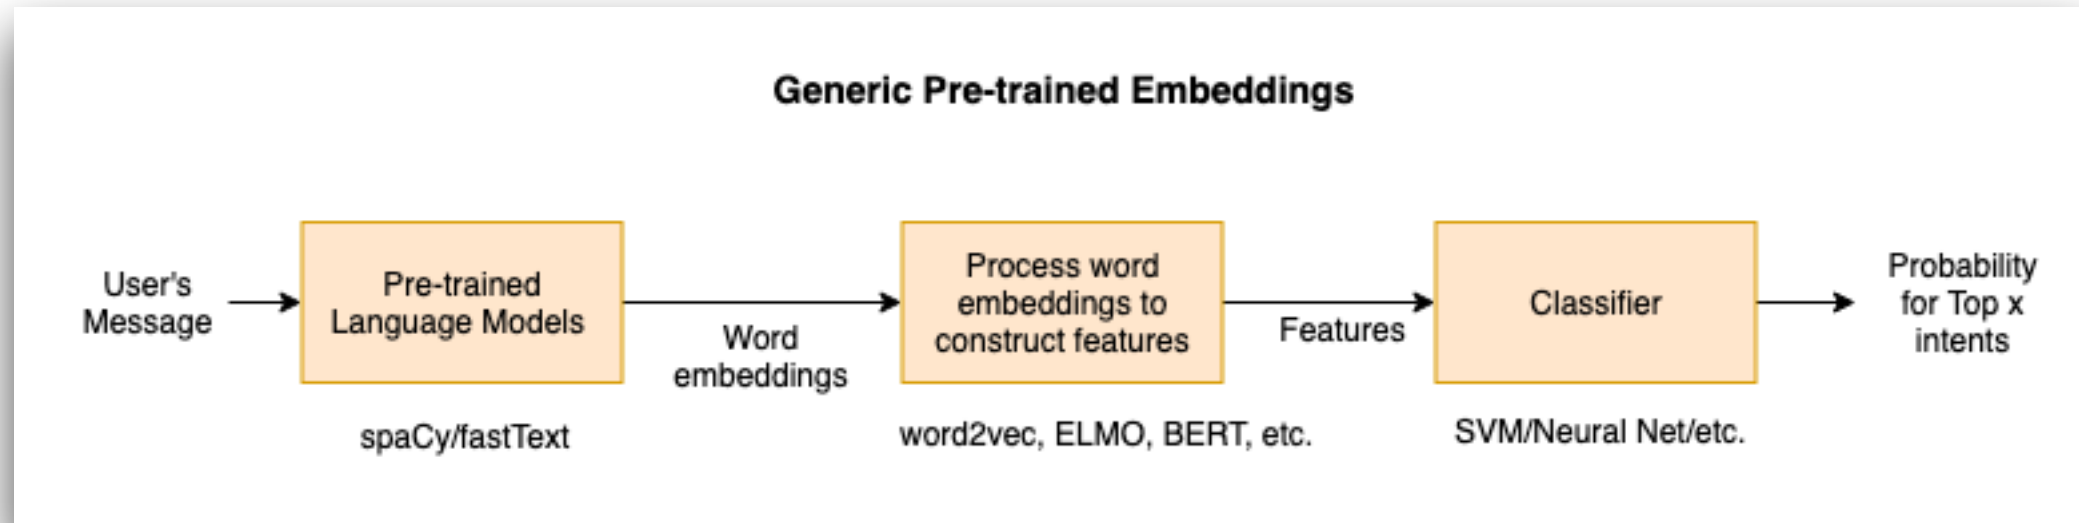 Generic Pre-trained Embeddings
User's
Message
Pre-trained
Language Models
spaCy/fastText
Word
embeddings
Process word
embeddings to
construct features
word2vec, ELMO, BERT, etc.
Features
Classifier
SVM/Neural Net/etc.
Probability
for Top x
intents